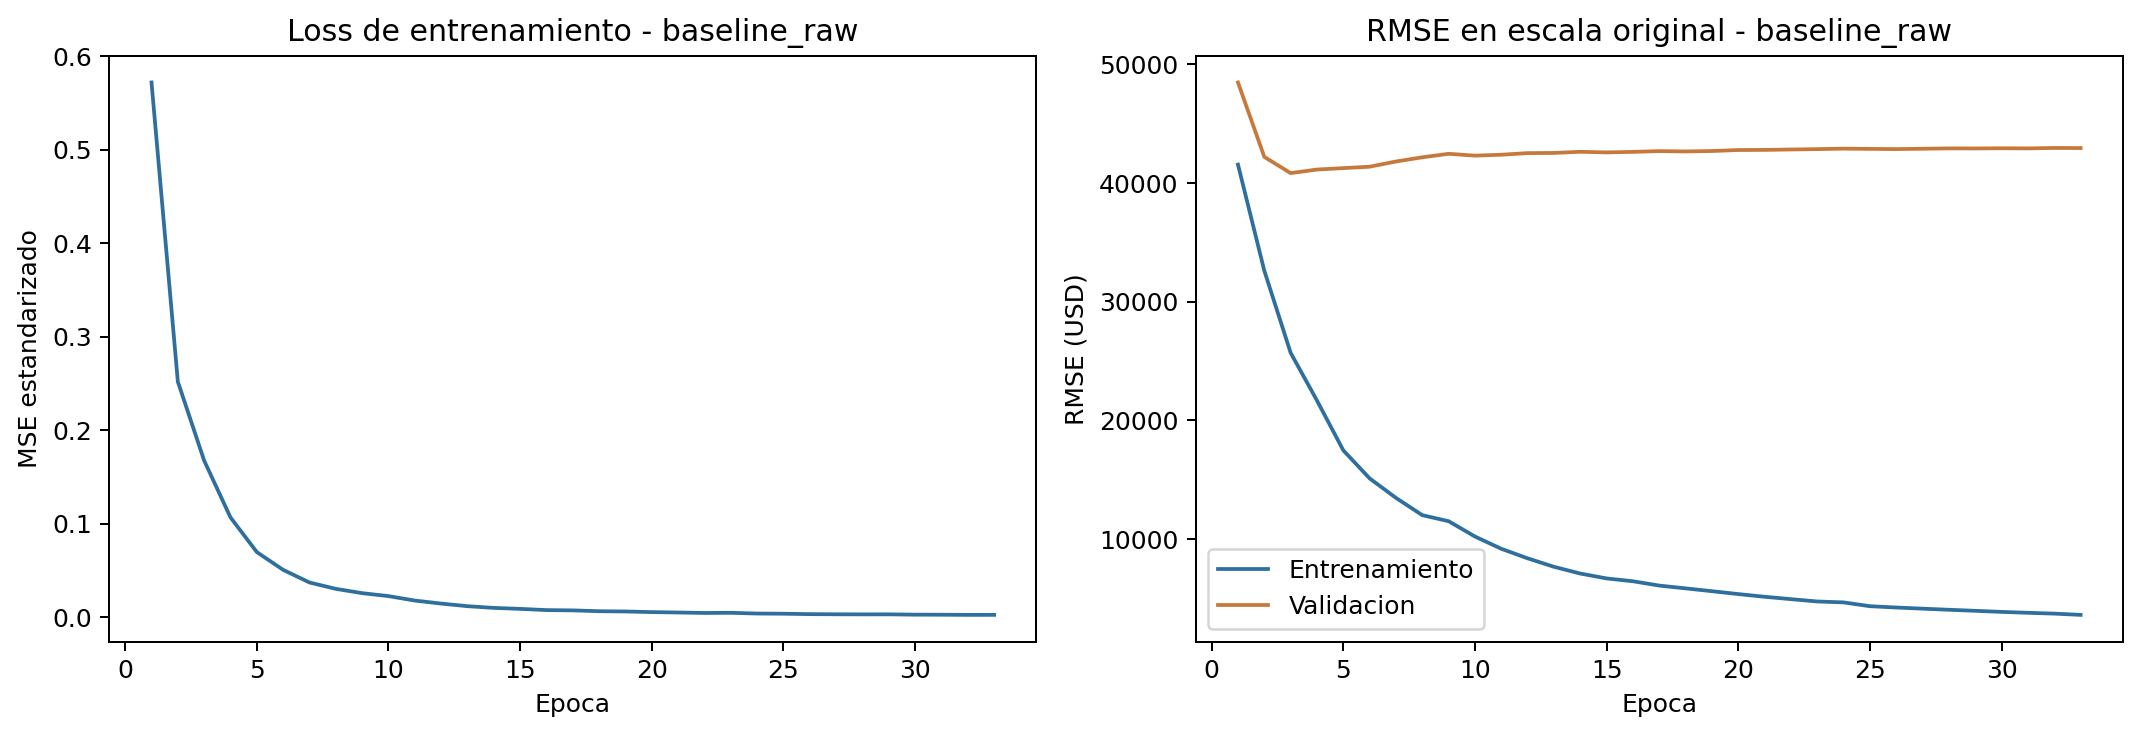 Loss de entrenamiento - baseline_raw
MSE estandarizado
0.6
0.5
0.4
0.3
0.2
0.1
0.0
0 5 10 15 20 25 30
Epoca
RMSE en escala original - baseline_raw
RMSE (USD)
50000
40000
30000
20000
10000
Entrenamiento
Validacion
0 5 10 15 20 25 30
Epoca